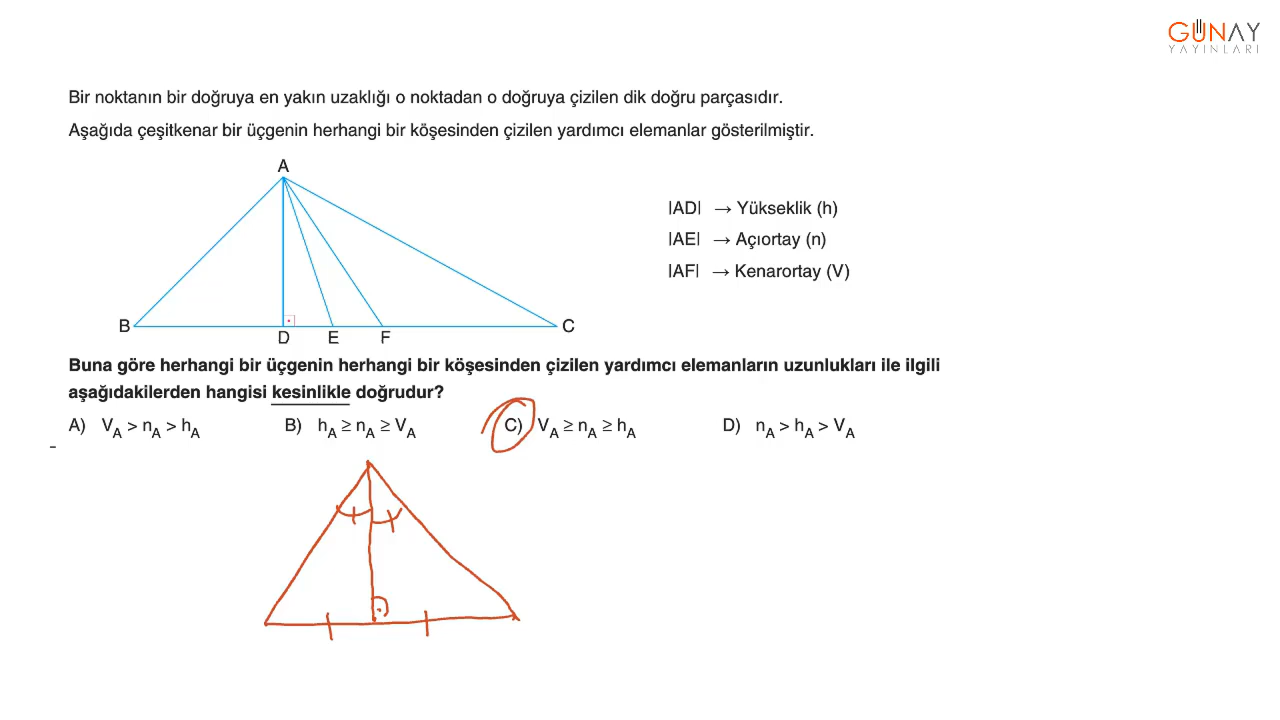 GÜNAY
YAYINLARI
Bir noktanın bir doğruya en yakın uzaklığı o noktadan o doğruya çizilen dik doğru parçasıdır.
Aşağıda çeşitkenar bir üçgenin herhangi bir köşesinden çizilen yardımcı elemanlar gösterilmiştir.
A
B
D
E
F
C
|AD| → Yükseklik (h)
|AE| → Açıortay (n)
|AF| → Kenarortay (V)
Buna göre herhangi bir üçgenin herhangi bir köşesinden çizilen yardımcı elemanların uzunlukları ile ilgili
aşağıdakilerden hangisi kesinlikle doğrudur?
A) V_A > n_A > h_A B) h_A ≥ n_A ≥ V_A C) V_A ≥ n_A ≥ h_A D) n_A > h_A > V_A